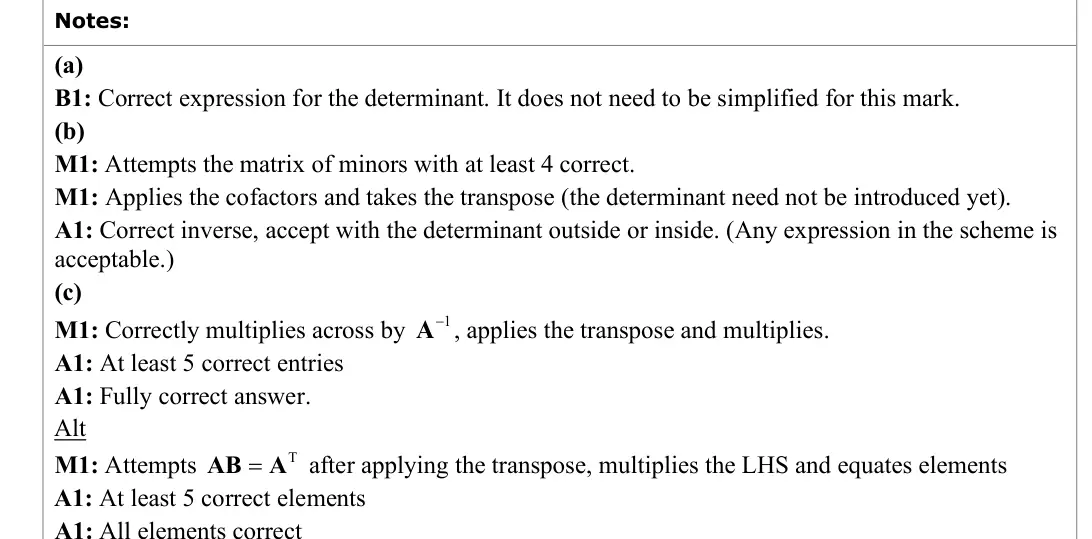 Notes:
(a)
B1: Correct expression for the determinant. It does not need to be simplified for this mark.
(b)
M1: Attempts the matrix of minors with at least 4 correct.
M1: Applies the cofactors and takes the transpose (the determinant need not be introduced yet).
A1: Correct inverse, accept with the determinant outside or inside. (Any expression in the scheme is
acceptable.)
(c)
M1: Correctly multiplies across by A⁻¹, applies the transpose and multiplies.
A1: At least 5 correct entries
A1: Fully correct answer.
Alt
M1: Attempts AB = Aᵀ after applying the transpose, multiplies the LHS and equates elements
A1: At least 5 correct elements
A1: All elements correct